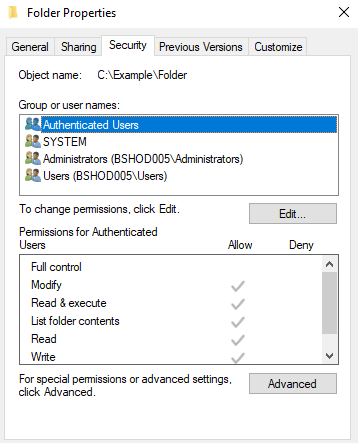 Folder Properties
General Sharing Security Previous Versions Customize
Object name: C:\Example\Folder
Group or user names:
Authenticated Users
SYSTEM
Administrators (BSHOD005\Administrators)
Users (BSHOD005\Users)
To change permissions, click Edit.
Edit...
Permissions for Authenticated
Users Allow Deny
Full control
Modify
Read & execute
List folder contents
Read
Write
For special permissions or advanced settings,
click Advanced.
Advanced